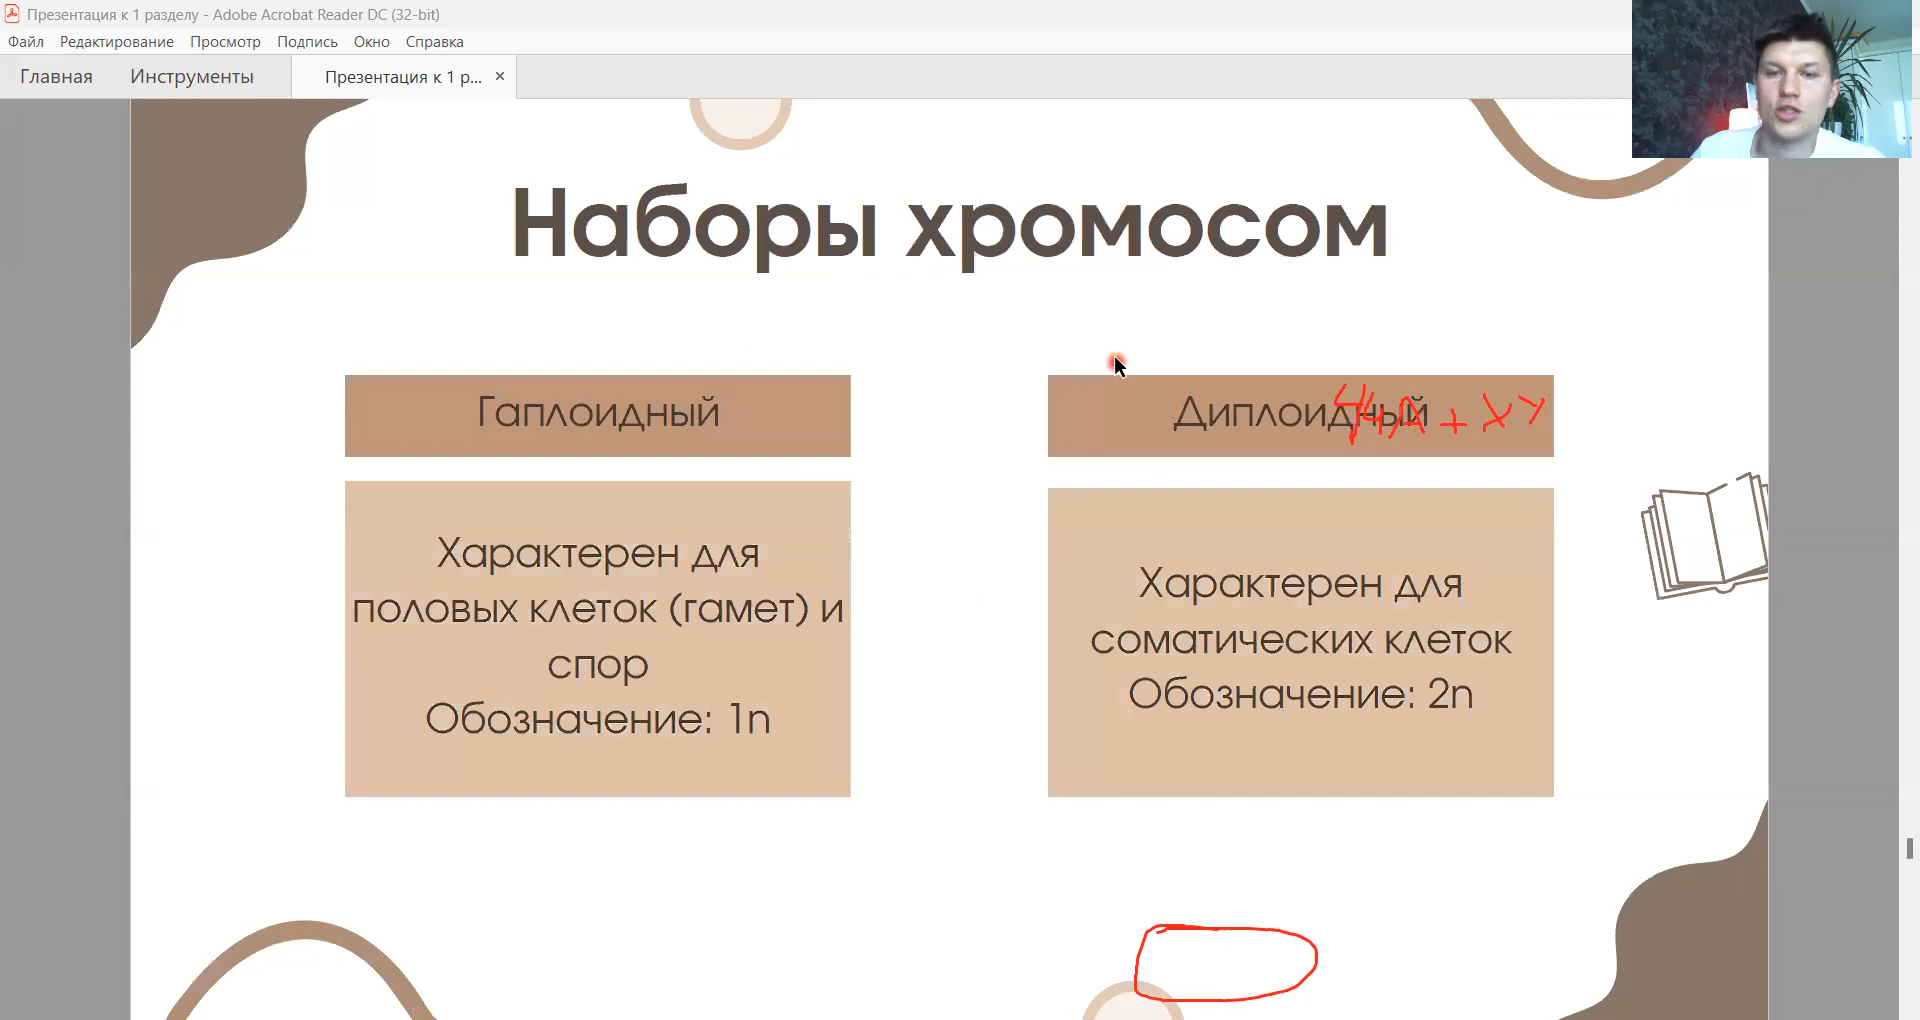 Презентация к 1 разделу - Adobe Acrobat Reader DC (32-bit)
Файл Редактирование Просмотр Подпись Окно Справка
Главная Инструменты Презентация к 1 р... ×
Наборы хромосом
Гаплоидный
Характерен для
половых клеток (гамет) и
спор
Обозначение: 1n
Диплоидный
44A + XY
Характерен для
соматических клеток
Обозначение: 2n